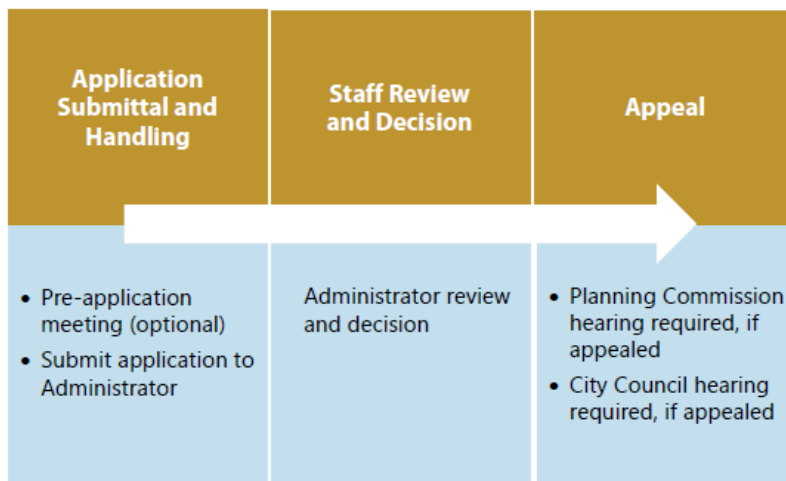 Application
Submittal and
Handling
Staff Review
and Decision
Appeal
• Pre-application
meeting (optional)
• Submit application to
Administrator
Administrator review
and decision
• Planning Commission
hearing required, if
appealed
• City Council hearing
required, if appealed